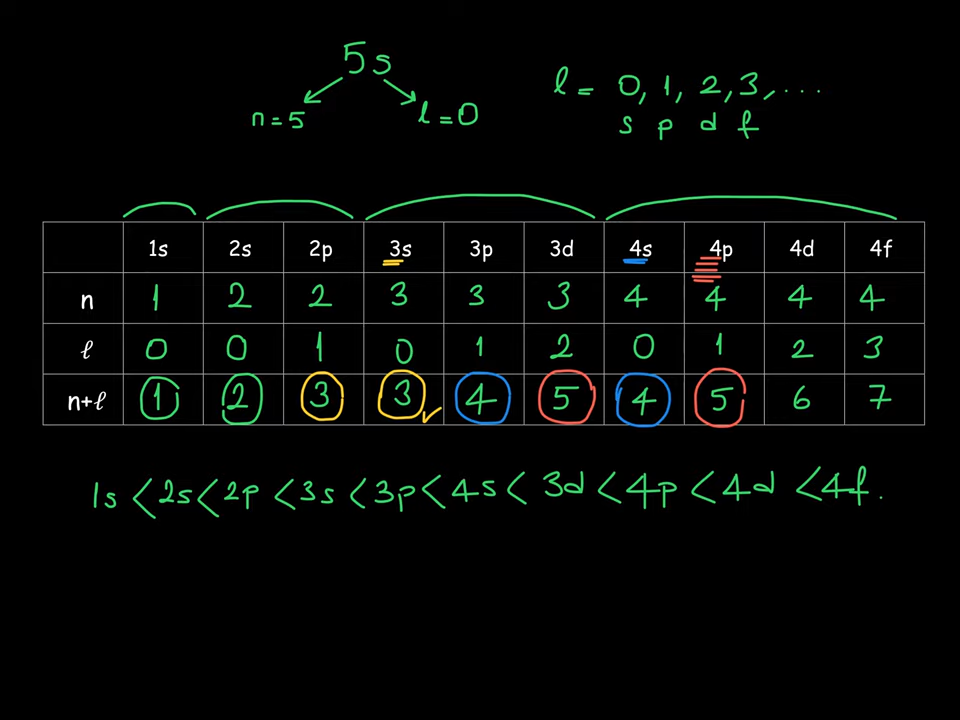 5s
n = 5
l = 0
l = 0, 1, 2, 3, ...
s p d f
1s 2s 2p 3s 3p 3d 4s 4p 4d 4f
n 1 2 2 3 3 3 4 4 4 4
ℓ 0 0 1 0 1 2 0 1 2 3
n+ℓ 1 2 3 3 4 5 4 5 6 7
1s < 2s < 2p < 3s < 3p < 4s < 3d < 4p < 4d < 4f.